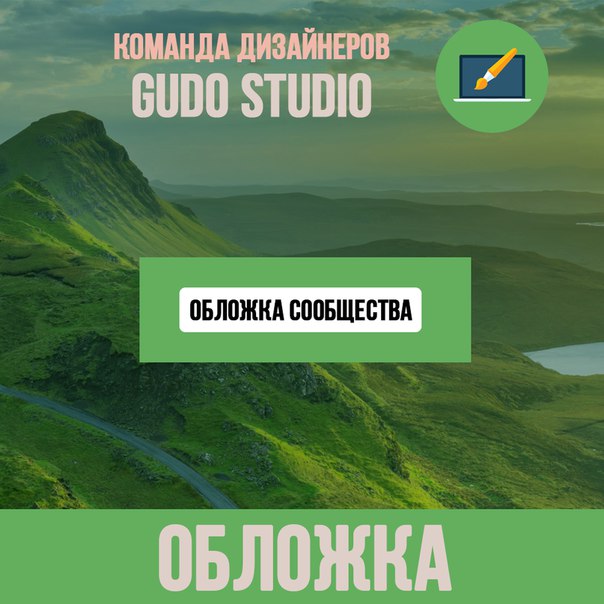 КОМАНДА ДИЗАЙНЕРОВ
GUDO STUDIO
ОБЛОЖКА СООБЩЕСТВА
ОБЛОЖКА